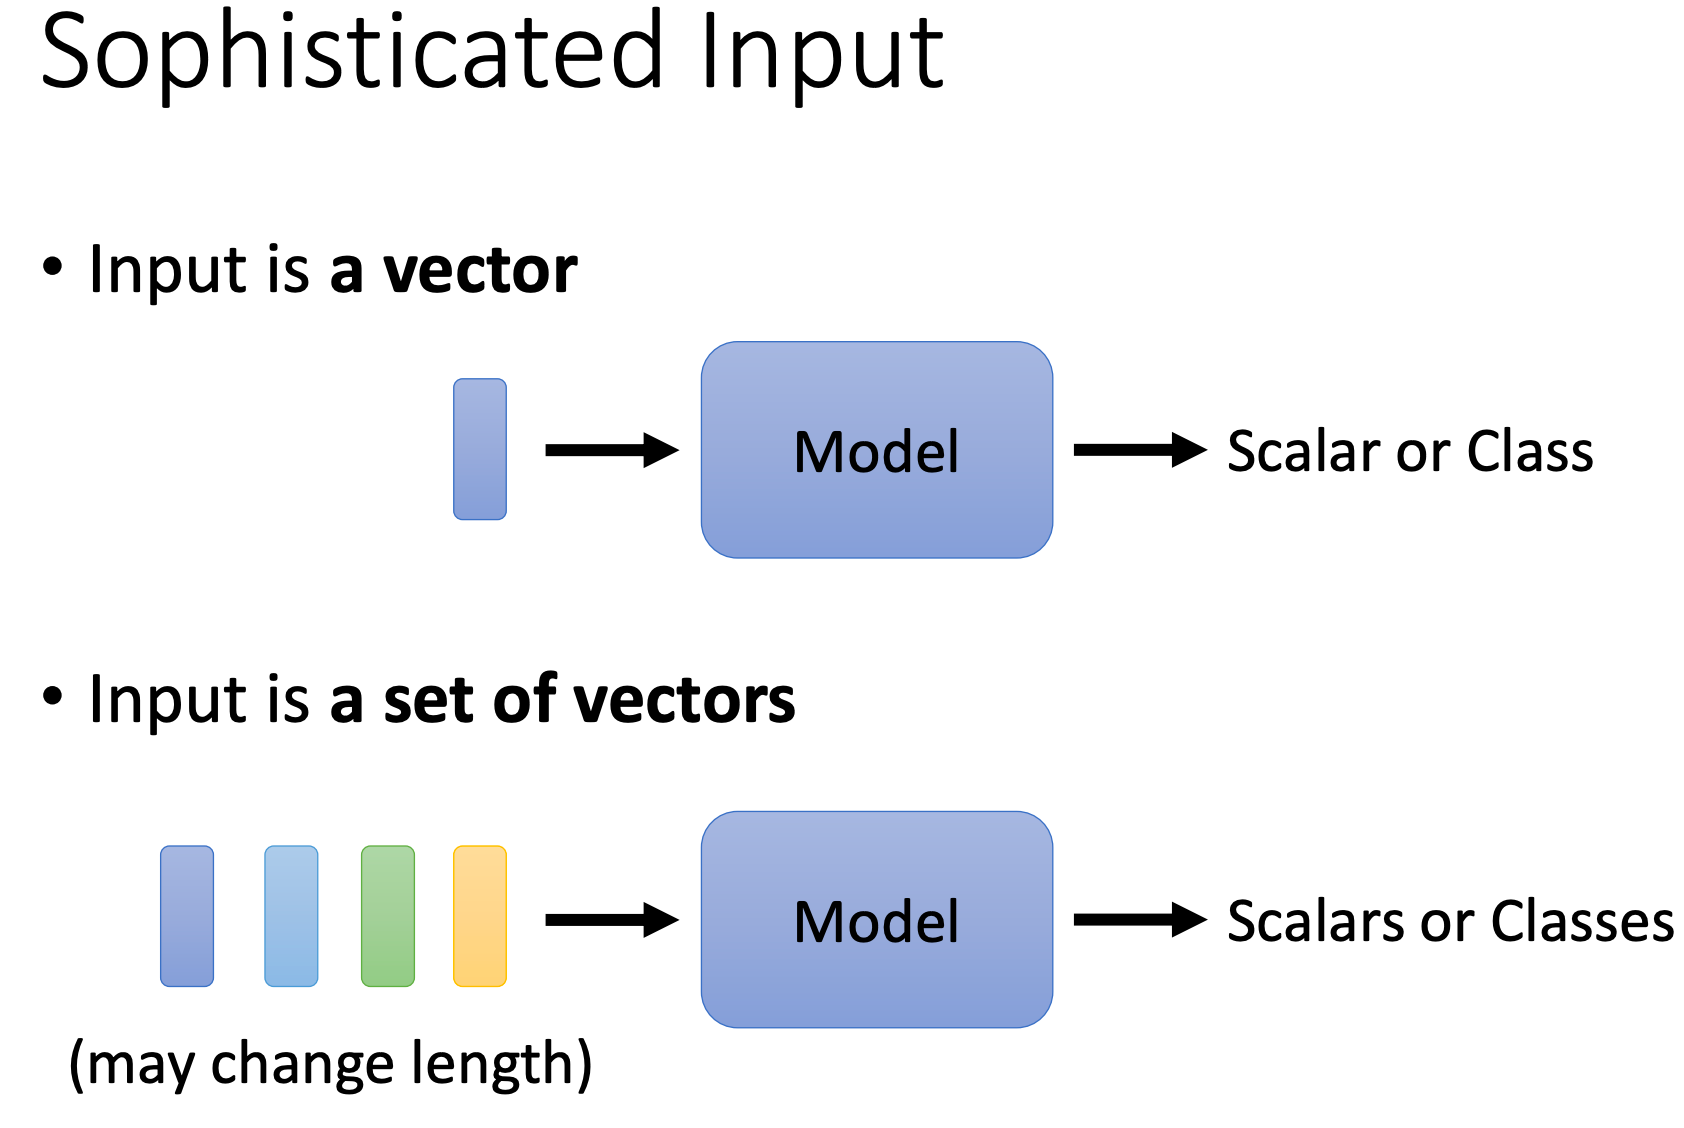 Sophisticated Input
• Input is a vector
Model
Scalar or Class
• Input is a set of vectors
Model
Scalars or Classes
(may change length)